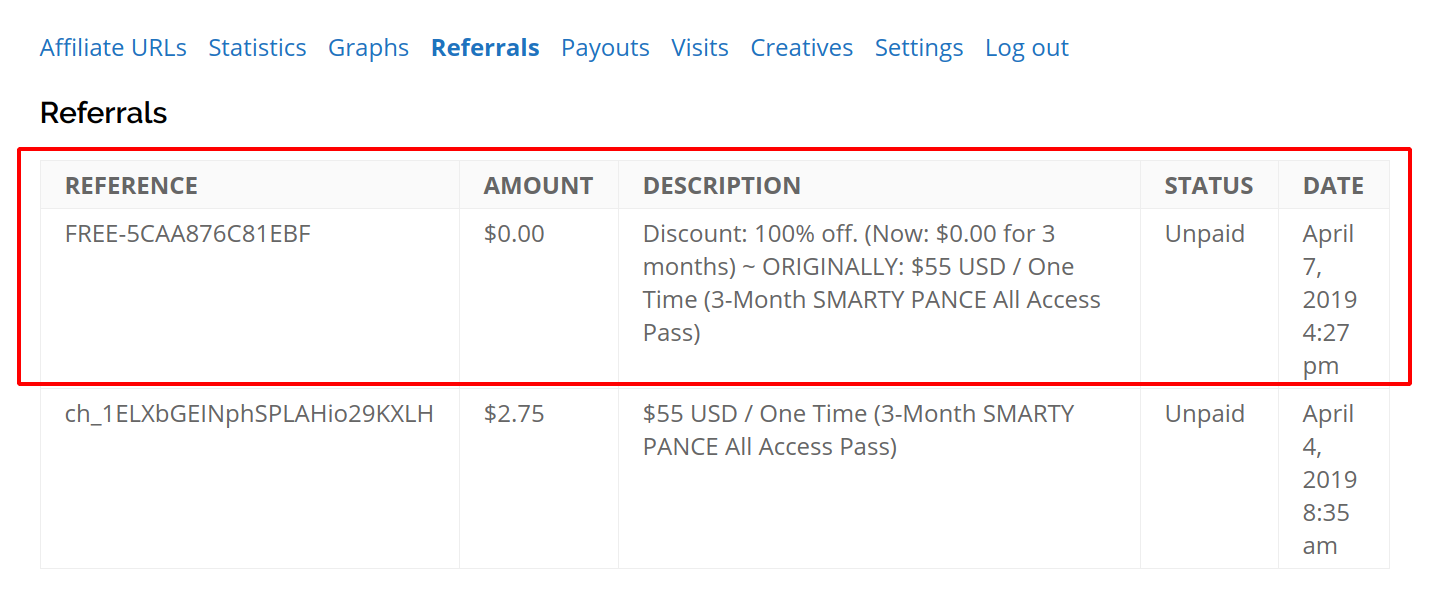 Affiliate URLs Statistics Graphs Referrals Payouts Visits Creatives Settings Log out
Referrals
REFERENCE AMOUNT DESCRIPTION STATUS DATE
FREE-5CAA876C81EBF $0.00 Discount: 100% off. (Now: $0.00 for 3 Unpaid April
months) ~ ORIGINALLY: $55 USD / One 7,
Time (3-Month SMARTY PANCE All Access 2019
Pass) 4:27
pm
ch_1ELXbGEINphSPLAHio29KXLH $2.75 $55 USD / One Time (3-Month SMARTY Unpaid April
PANCE All Access Pass) 4,
2019
8:35
am